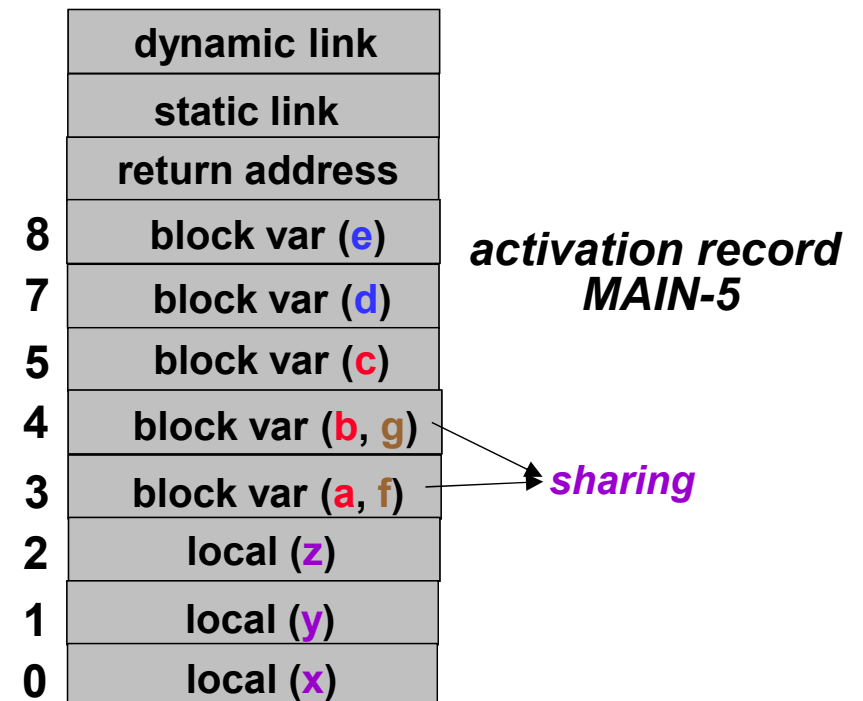 dynamic link
static link
return address
8 block var (e)
activation record
MAIN-5
7 block var (d)
5 block var (c)
4 block var (b, g)
sharing
3 block var (a, f)
2 local (z)
1 local (y)
0 local (x)